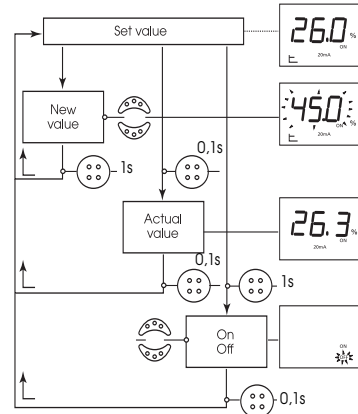 Set value
26.0 %
ON
20mA
New
value
45.0 %
ON
20mA
1s
0,1s
Actual
value
26.3 %
ON
20mA
0,1s
1s
On
Off
ON
OFF
0,1s